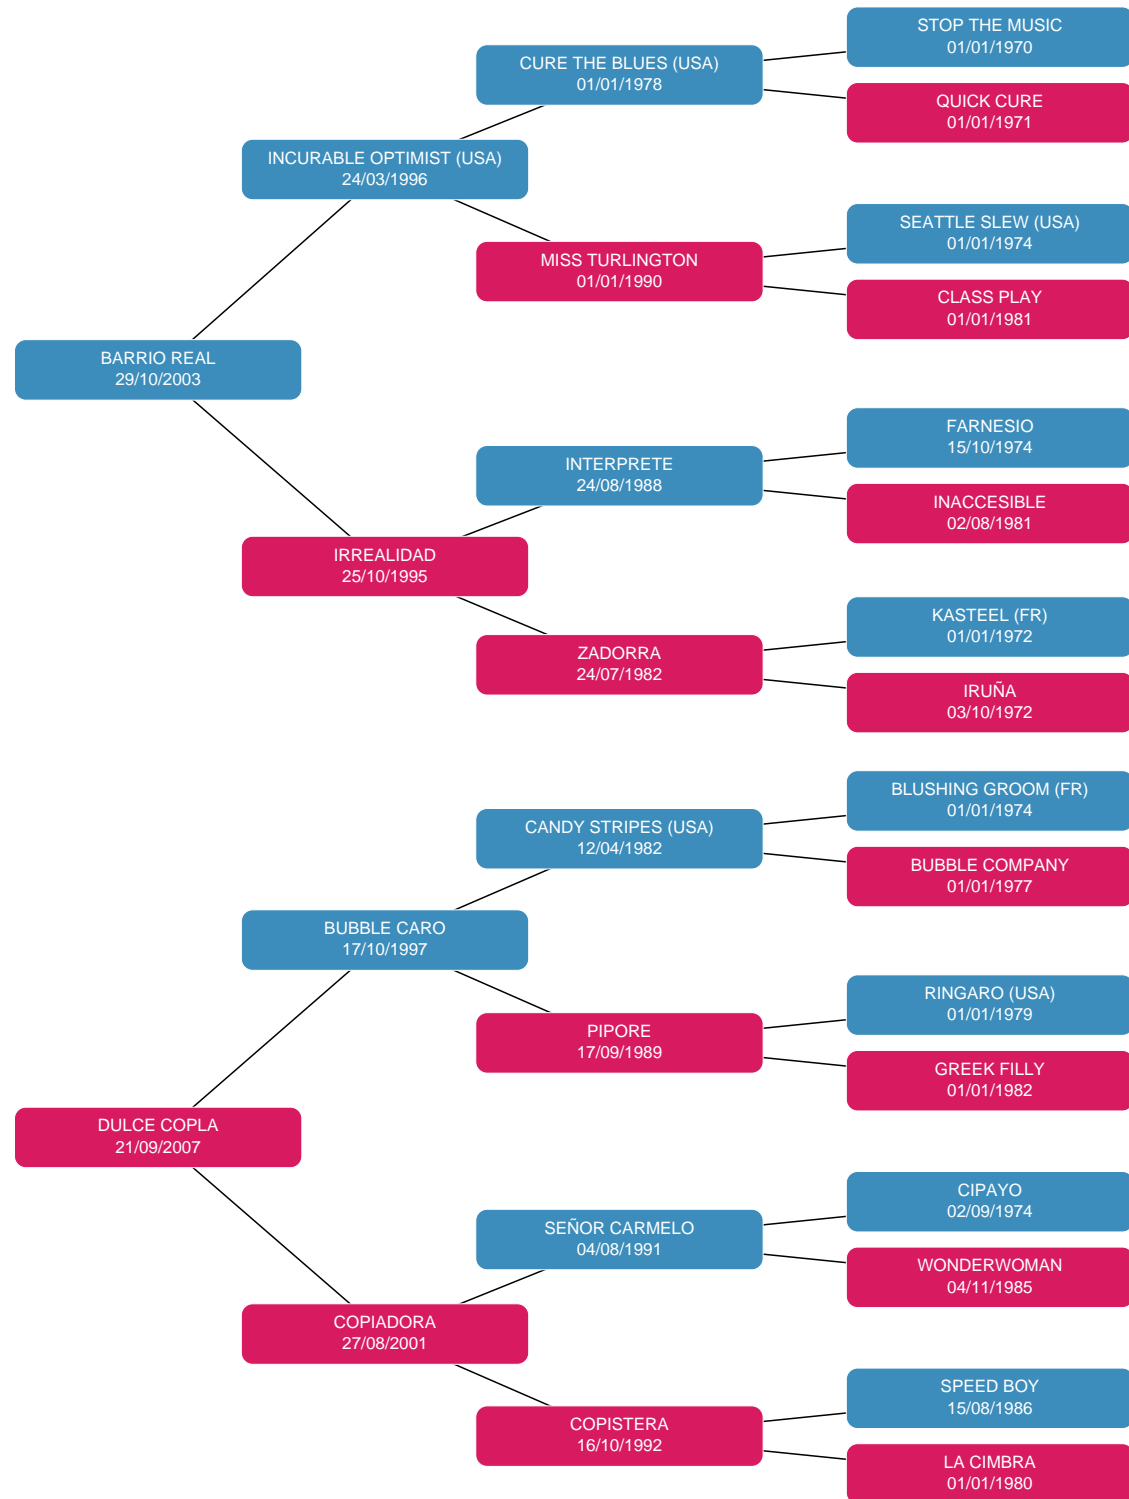 STOP THE MUSIC
01/01/1970
CURE THE BLUES (USA)
01/01/1978
QUICK CURE
01/01/1971
INCURABLE OPTIMIST (USA)
24/03/1996
SEATTLE SLEW (USA)
01/01/1974
MISS TURLINGTON
01/01/1990
CLASS PLAY
01/01/1981
BARRIO REAL
29/10/2003
FARNESIO
15/10/1974
INTERPRETE
24/08/1988
INACCESIBLE
02/08/1981
IRREALIDAD
25/10/1995
KASTEEL (FR)
01/01/1972
ZADORRA
24/07/1982
IRUÑA
03/10/1972
BLUSHING GROOM (FR)
01/01/1974
CANDY STRIPES (USA)
12/04/1982
BUBBLE COMPANY
01/01/1977
BUBBLE CARO
17/10/1997
RINGARO (USA)
01/01/1979
PIPORE
17/09/1989
GREEK FILLY
01/01/1982
DULCE COPLA
21/09/2007
CIPAYO
02/09/1974
SEÑOR CARMELO
04/08/1991
WONDERWOMAN
04/11/1985
COPIADORA
27/08/2001
SPEED BOY
15/08/1986
COPISTERA
16/10/1992
LA CIMBRA
01/01/1980